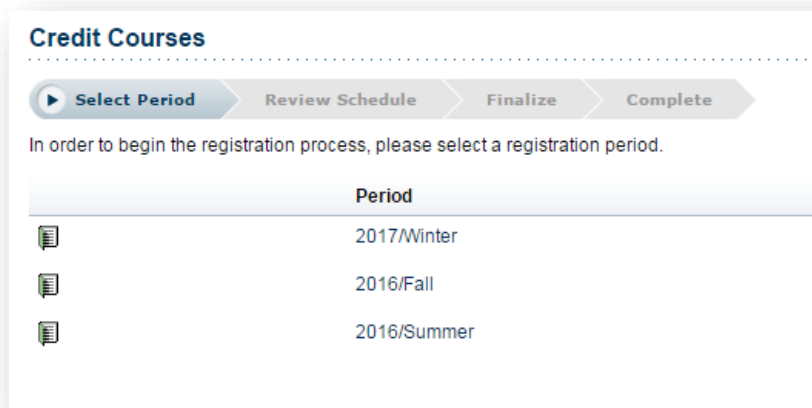 Credit Courses
Select Period Review Schedule Finalize Complete
In order to begin the registration process, please select a registration period.
Period
2017/Winter
2016/Fall
2016/Summer